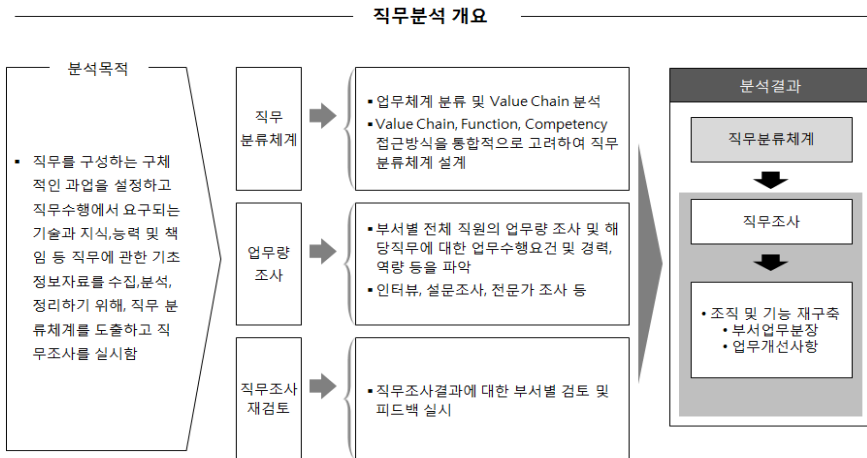 직무분석 개요
분석목적
▪ 직무를 구성하는 구체
적인 과업을 설정하고
직무수행에서 요구되는
기술과 지식,능력 및 책
임 등 직무에 관한 기초
정보자료를 수집,분석,
정리하기 위해, 직무 분
류체계를 도출하고 직
무조사를 실시함
직무
분류체계
▪ 업무체계 분류 및 Value Chain 분석
▪ Value Chain, Function, Competency
접근방식을 통합적으로 고려하여 직무
분류체계 설계
업무량
조사
▪ 부서별 전체 직원의 업무량 조사 및 해
당직무에 대한 업무수행요건 및 경력,
역량 등을 파악
▪ 인터뷰, 설문조사, 전문가 조사 등
직무조사
재검토
▪ 직무조사결과에 대한 부서별 검토 및
피드백 실시
분석결과
직무분류체계
직무조사
• 조직 및 기능 재구축
• 부서업무분장
• 업무개선사항